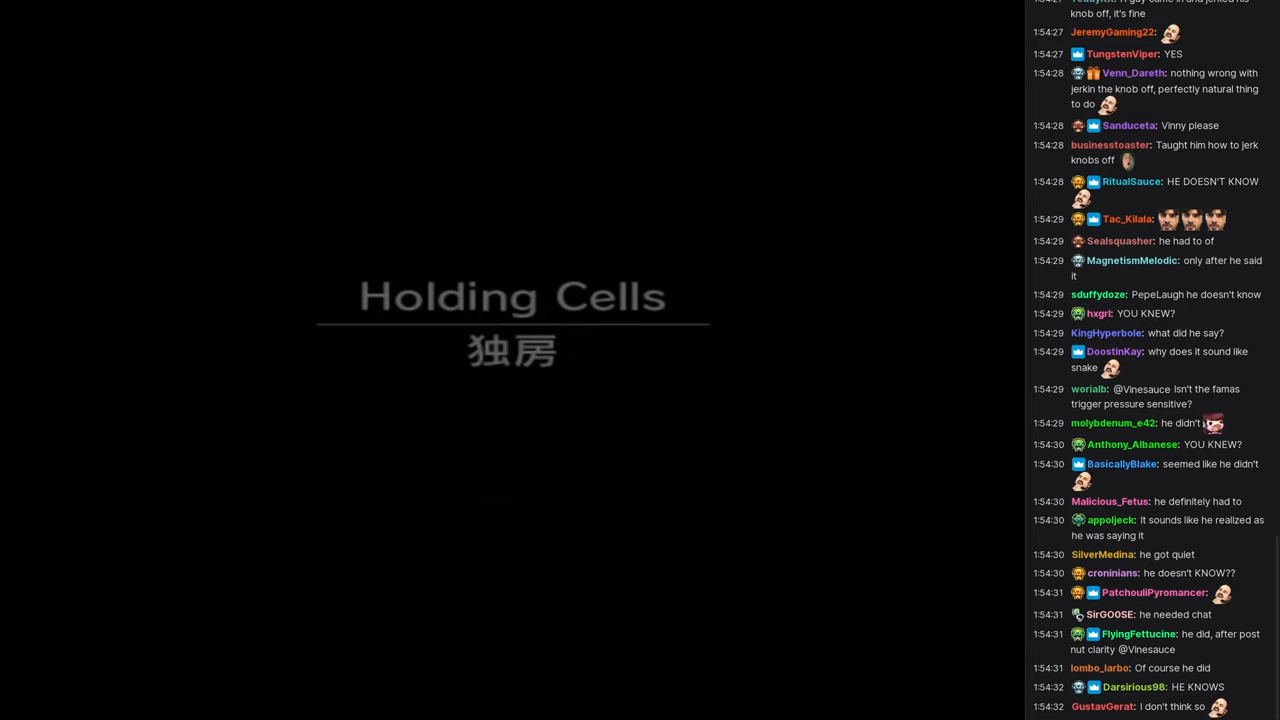 Holding Cells
独房
knob off, it's fine
1:54:27 JeremyGaming22:
1:54:27 TungstenViper: YES
1:54:28 Venn_Dareth: nothing wrong with
jerkin the knob off, perfectly natural thing
to do
1:54:28 Sanduceta: Vinny please
1:54:28 businesstoaster: Taught him how to jerk
knobs off
1:54:28 RitualSauce: HE DOESN'T KNOW
1:54:29 Tac_Kilala:
1:54:29 Sealsquasher: he had to of
1:54:29 MagnetismMelodic: only after he said
it
1:54:29 sduffydoze: PepeLaugh he doesn't know
1:54:29 hxgrl: YOU KNEW?
1:54:29 KingHyperbole: what did he say?
1:54:29 DoostinKay: why does it sound like
snake
1:54:29 worialb: @Vinesauce Isn't the famas
trigger pressure sensitive?
1:54:29 molybdenum_e42: he didn't
1:54:30 Anthony_Albanese: YOU KNEW?
1:54:30 BasicallyBlake: seemed like he didn't
1:54:30 Malicious_Fetus: he definitely had to
1:54:30 appoljeck: It sounds like he realized as
he was saying it
1:54:30 SilverMedina: he got quiet
1:54:30 croninians: he doesn't KNOW??
1:54:31 PatchouliPyromancer:
1:54:31 SirGO0SE: he needed chat
1:54:31 FlyingFettucine: he did, after post
nut clarity @Vinesauce
1:54:31 lombo_larbo: Of course he did
1:54:32 Darsirious98: HE KNOWS
1:54:32 GustavGerat: I don't think so